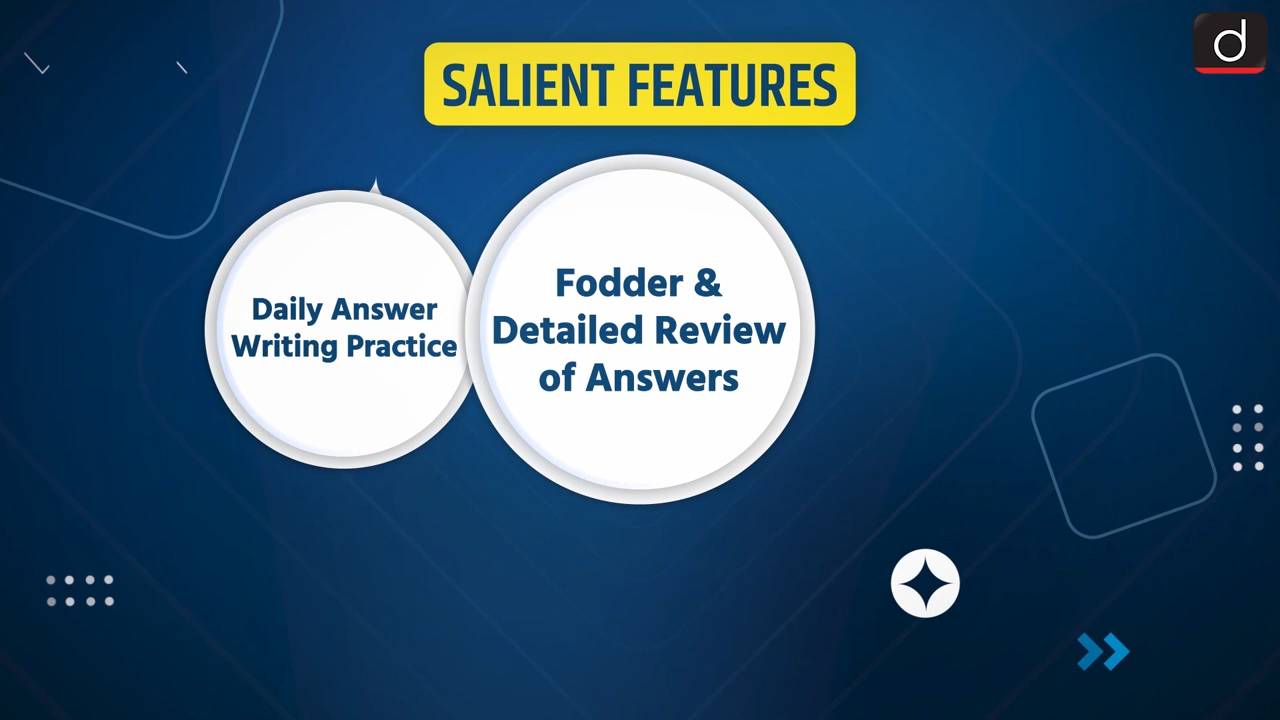 SALIENT FEATURES
d
Daily Answer
Writing Practice
Fodder &
Detailed Review
of Answers